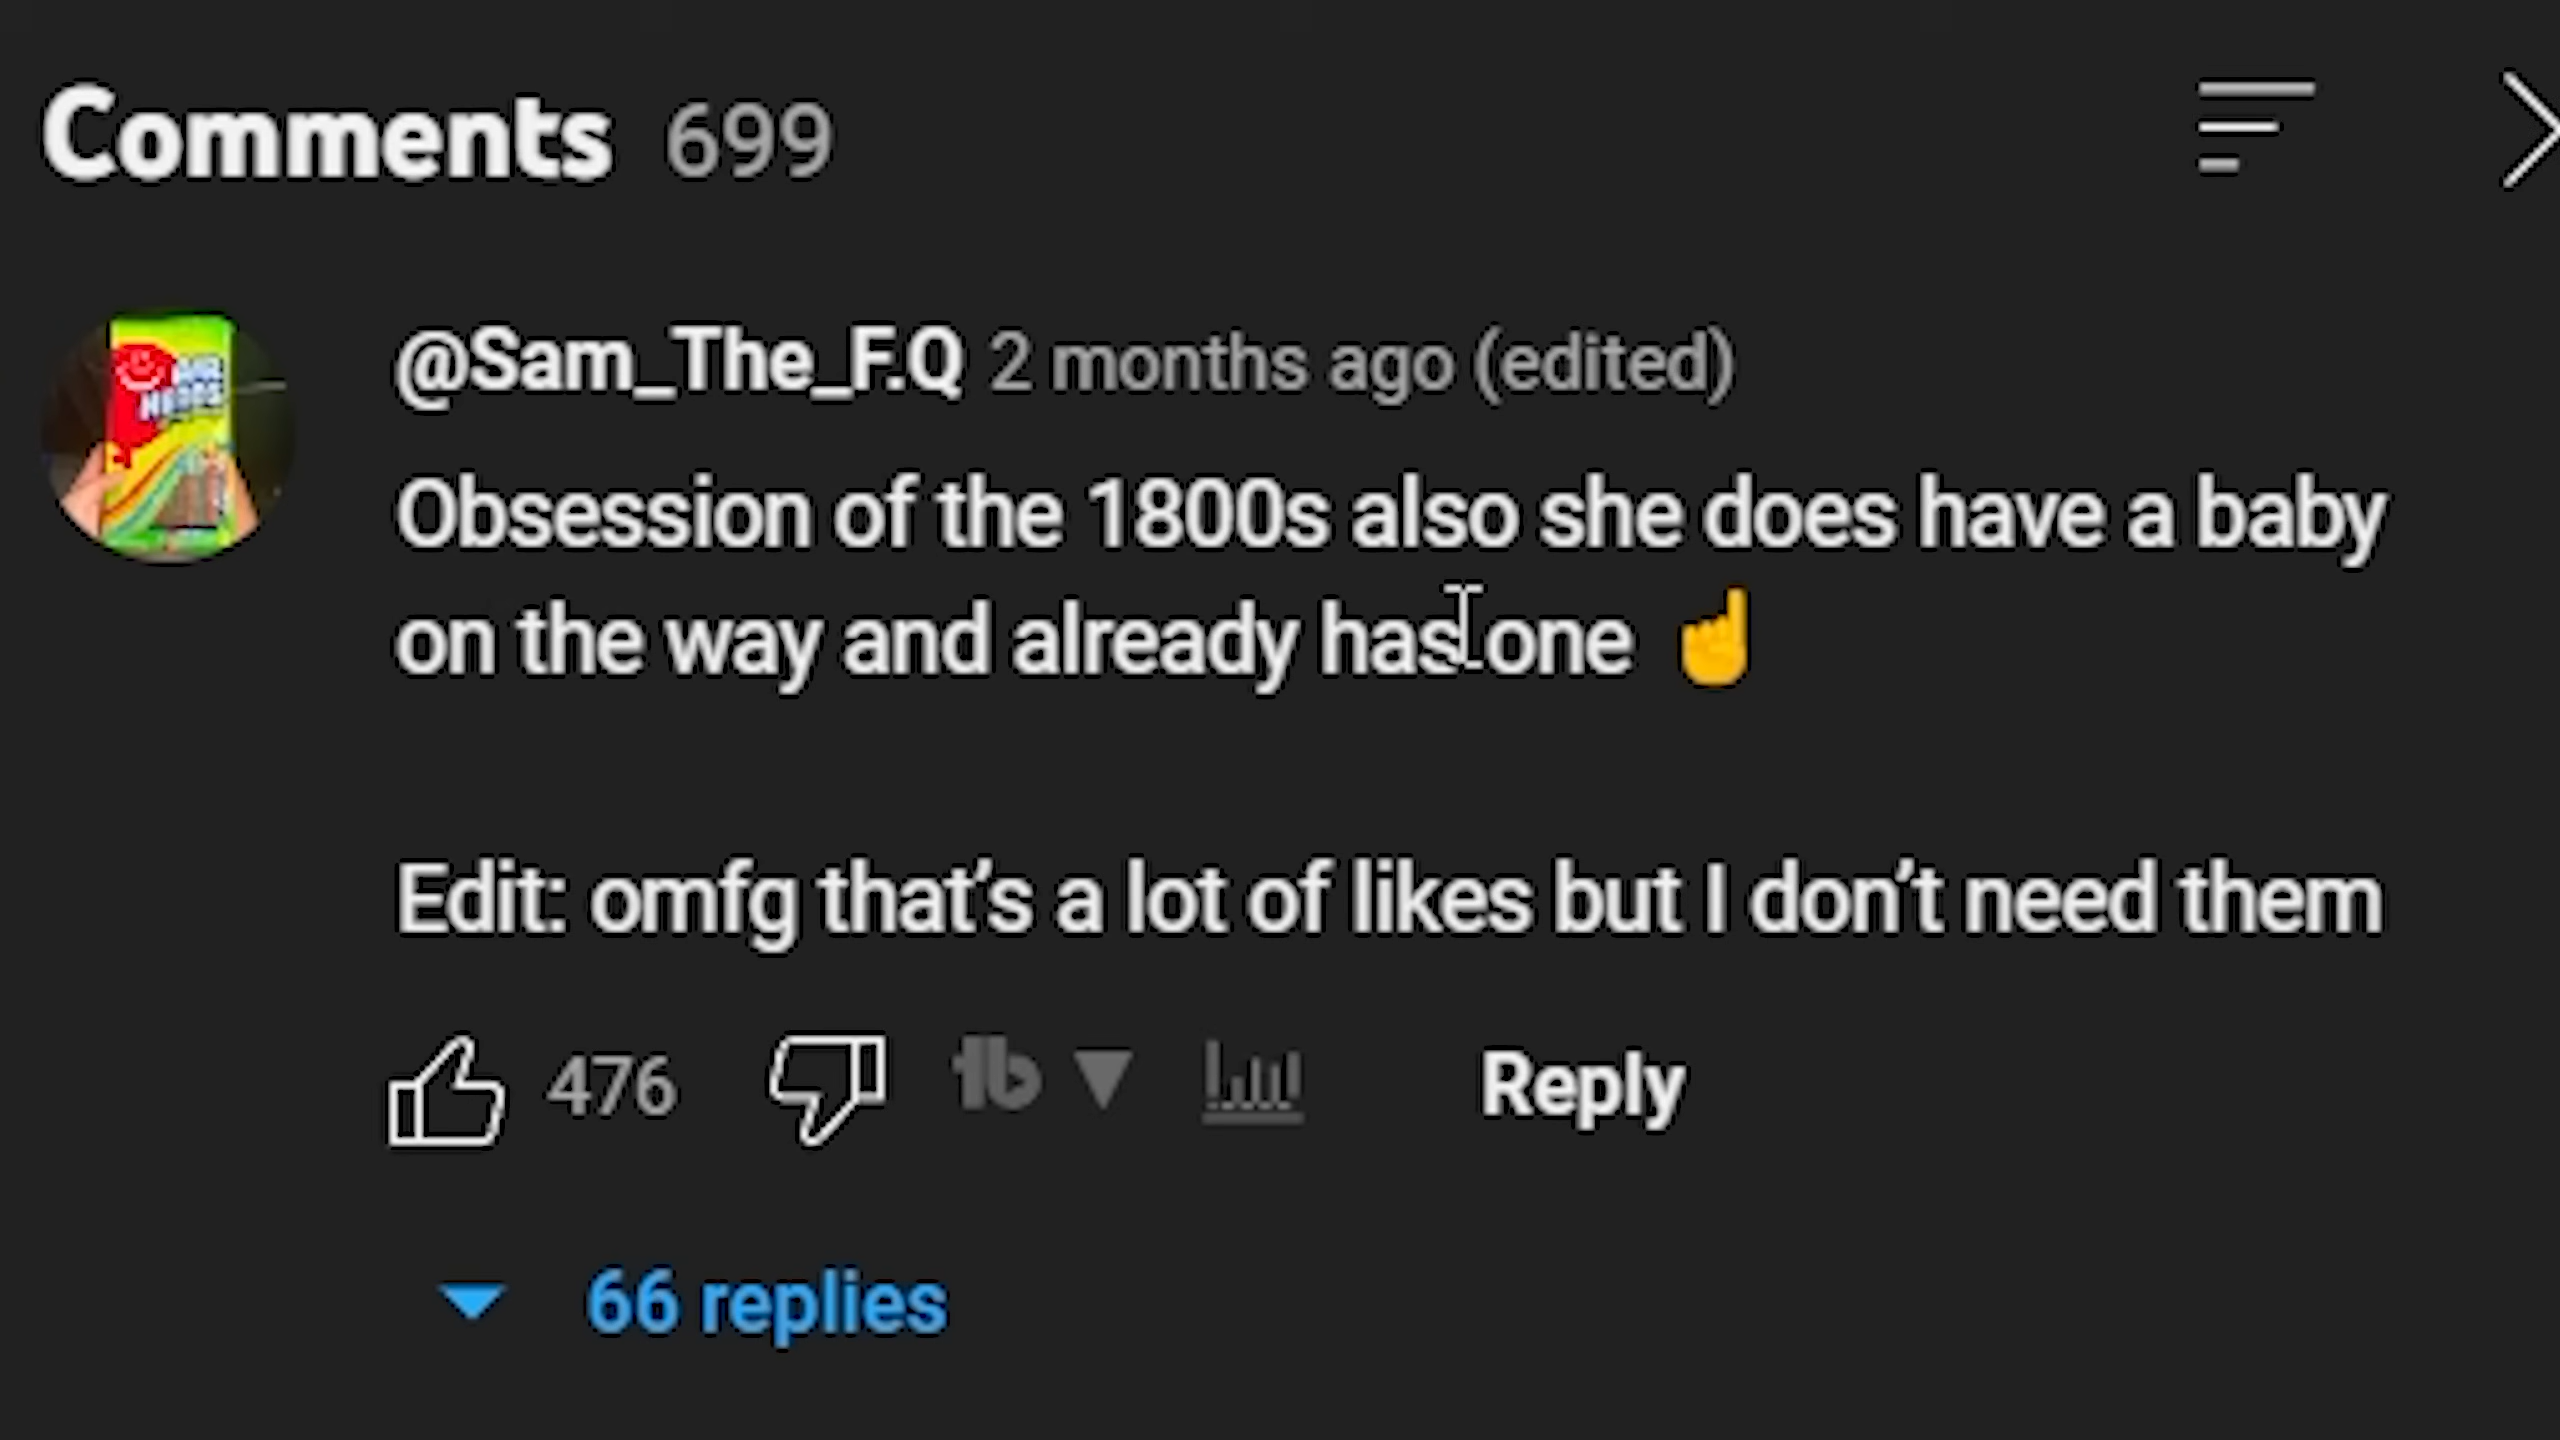 Comments 699
@Sam_The_F.Q 2 months ago (edited)
Obsession of the 1800s also she does have a baby
on the way and already has one ☝️
Edit: omfg that’s a lot of likes but I don’t need them
476 tb Reply
66 replies